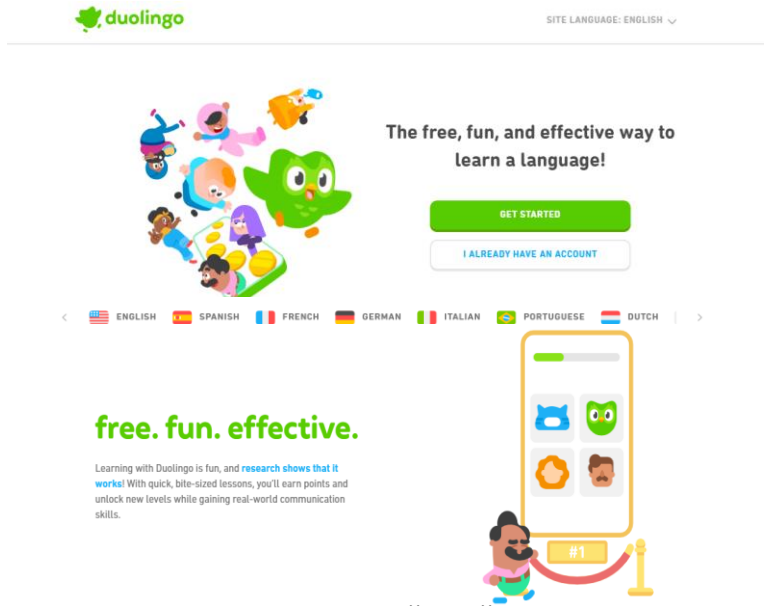 duolingo
SITE LANGUAGE: ENGLISH
The free, fun, and effective way to
learn a language!
GET STARTED
I ALREADY HAVE AN ACCOUNT
ENGLISH SPANISH FRENCH GERMAN ITALIAN PORTUGUESE DUTCH
free. fun. effective.
Learning with Duolingo is fun, and research shows that it
works! With quick, bite-sized lessons, you'll earn points and
unlock new levels while gaining real-world communication
skills.
#1